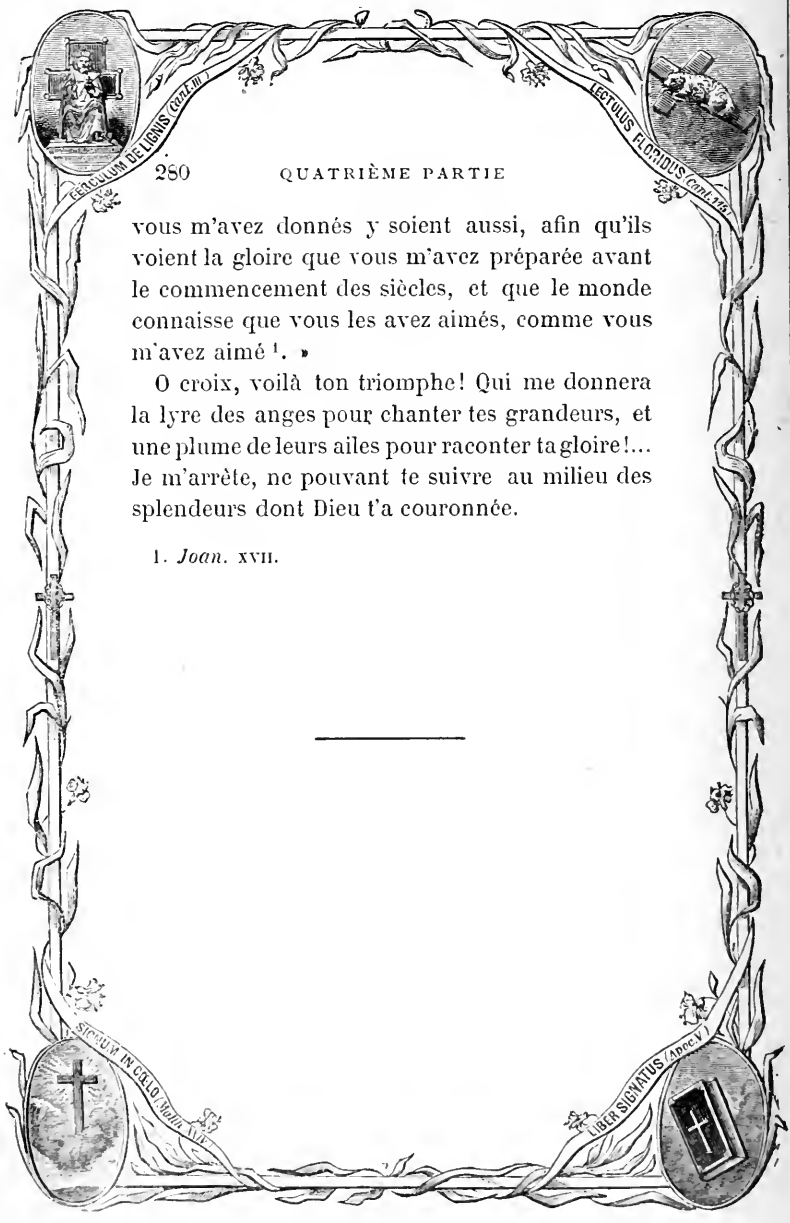 FERCULUM DE LIGNIS (Cant. III)
LECTULUS FLORIDUS (Cant. 1.15)
280 QUATRIÈME PARTIE
vous m'avez donnés y soient aussi, afin qu'ils
voient la gloire que vous m'avez préparée avant
le commencement des siècles, et que le monde
connaisse que vous les avez aimés, comme vous
m'avez aimé ¹. »
O croix, voilà ton triomphe! Qui me donnera
la lyre des anges pour chanter tes grandeurs, et
une plume de leurs ailes pour raconter ta gloire!...
Je m'arrête, ne pouvant te suivre au milieu des
splendeurs dont Dieu t'a couronnée.
1. Joan. XVII.
SIGNUM IN CŒLO (Matth.
LIBER SIGNATUS (APOC. V)